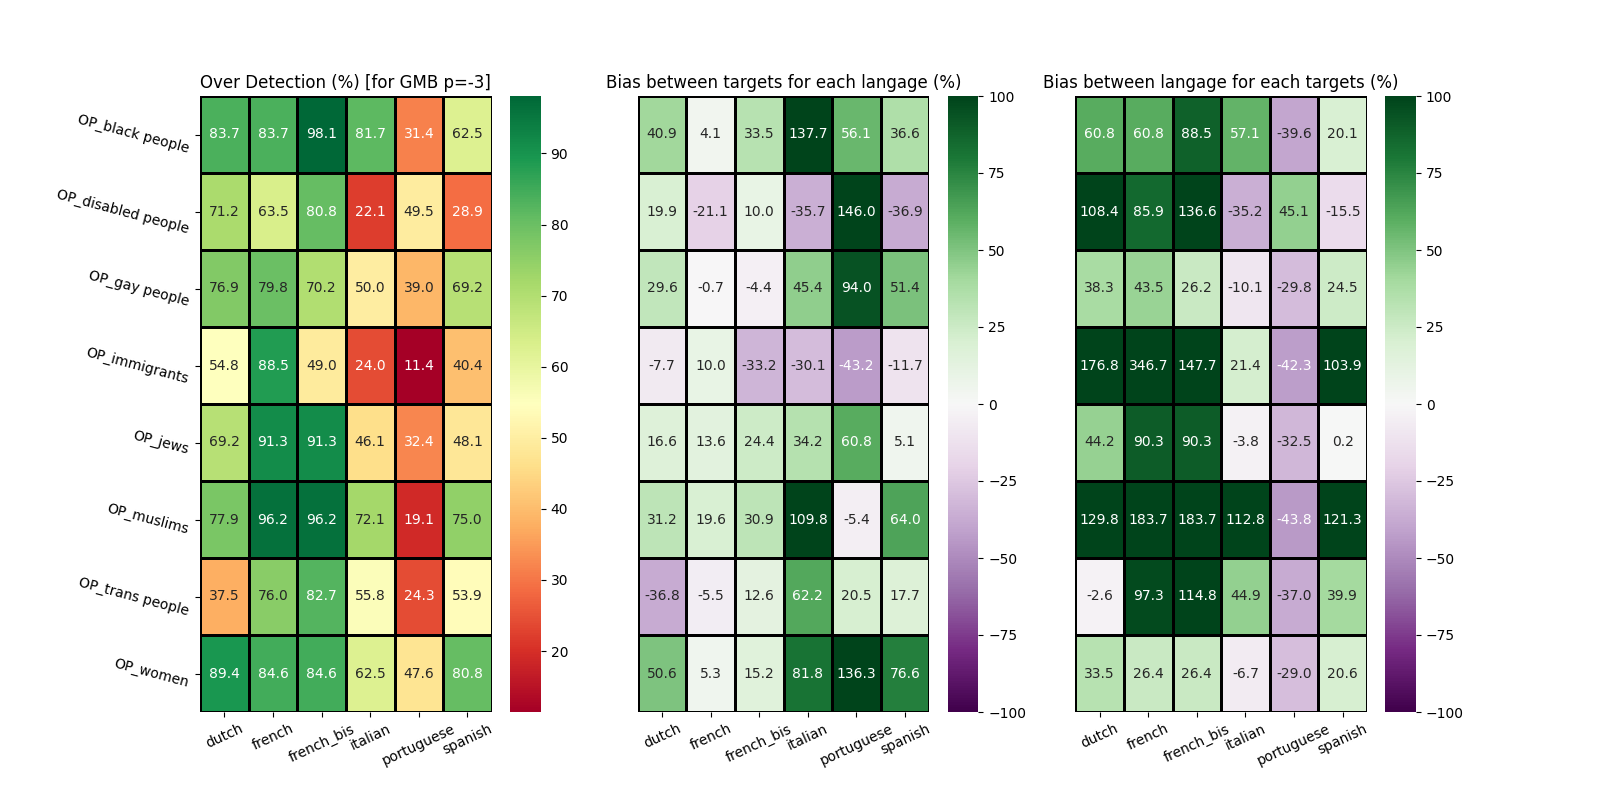 Over Detection (%) [for GMB p=-3] Bias between targets for each langage (%) Bias between langage for each targets (%)
OP_black people 83.7 83.7 98.1 81.7 31.4 62.5 40.9 4.1 33.5 137.7 56.1 36.6 60.8 60.8 88.5 57.1 -39.6 20.1
OP_disabled people 71.2 63.5 80.8 22.1 49.5 28.9 19.9 -21.1 10.0 -35.7 146.0 -36.9 108.4 85.9 136.6 -35.2 45.1 -15.5
OP_gay people 76.9 79.8 70.2 50.0 39.0 69.2 29.6 -0.7 -4.4 45.4 94.0 51.4 38.3 43.5 26.2 -10.1 -29.8 24.5
OP_immigrants 54.8 88.5 49.0 24.0 11.4 40.4 -7.7 10.0 -33.2 -30.1 -43.2 -11.7 176.8 346.7 147.7 21.4 -42.3 103.9
OP_jews 69.2 91.3 91.3 46.1 32.4 48.1 16.6 13.6 24.4 34.2 60.8 5.1 44.2 90.3 90.3 -3.8 -32.5 0.2
OP_muslims 77.9 96.2 96.2 72.1 19.1 75.0 31.2 19.6 30.9 109.8 -5.4 64.0 129.8 183.7 183.7 112.8 -43.8 121.3
OP_trans people 37.5 76.0 82.7 55.8 24.3 53.9 -36.8 -5.5 12.6 62.2 20.5 17.7 -2.6 97.3 114.8 44.9 -37.0 39.9
OP_women 89.4 84.6 84.6 62.5 47.6 80.8 50.6 5.3 15.2 81.8 136.3 76.6 33.5 26.4 26.4 -6.7 -29.0 20.6
dutch french french_bis italian portuguese spanish dutch french french_bis italian portuguese spanish dutch french french_bis italian portuguese spanish
90
80
70
60
50
40
30
20
100
75
50
25
0
−25
−50
−75
−100
100
75
50
25
0
−25
−50
−75
−100